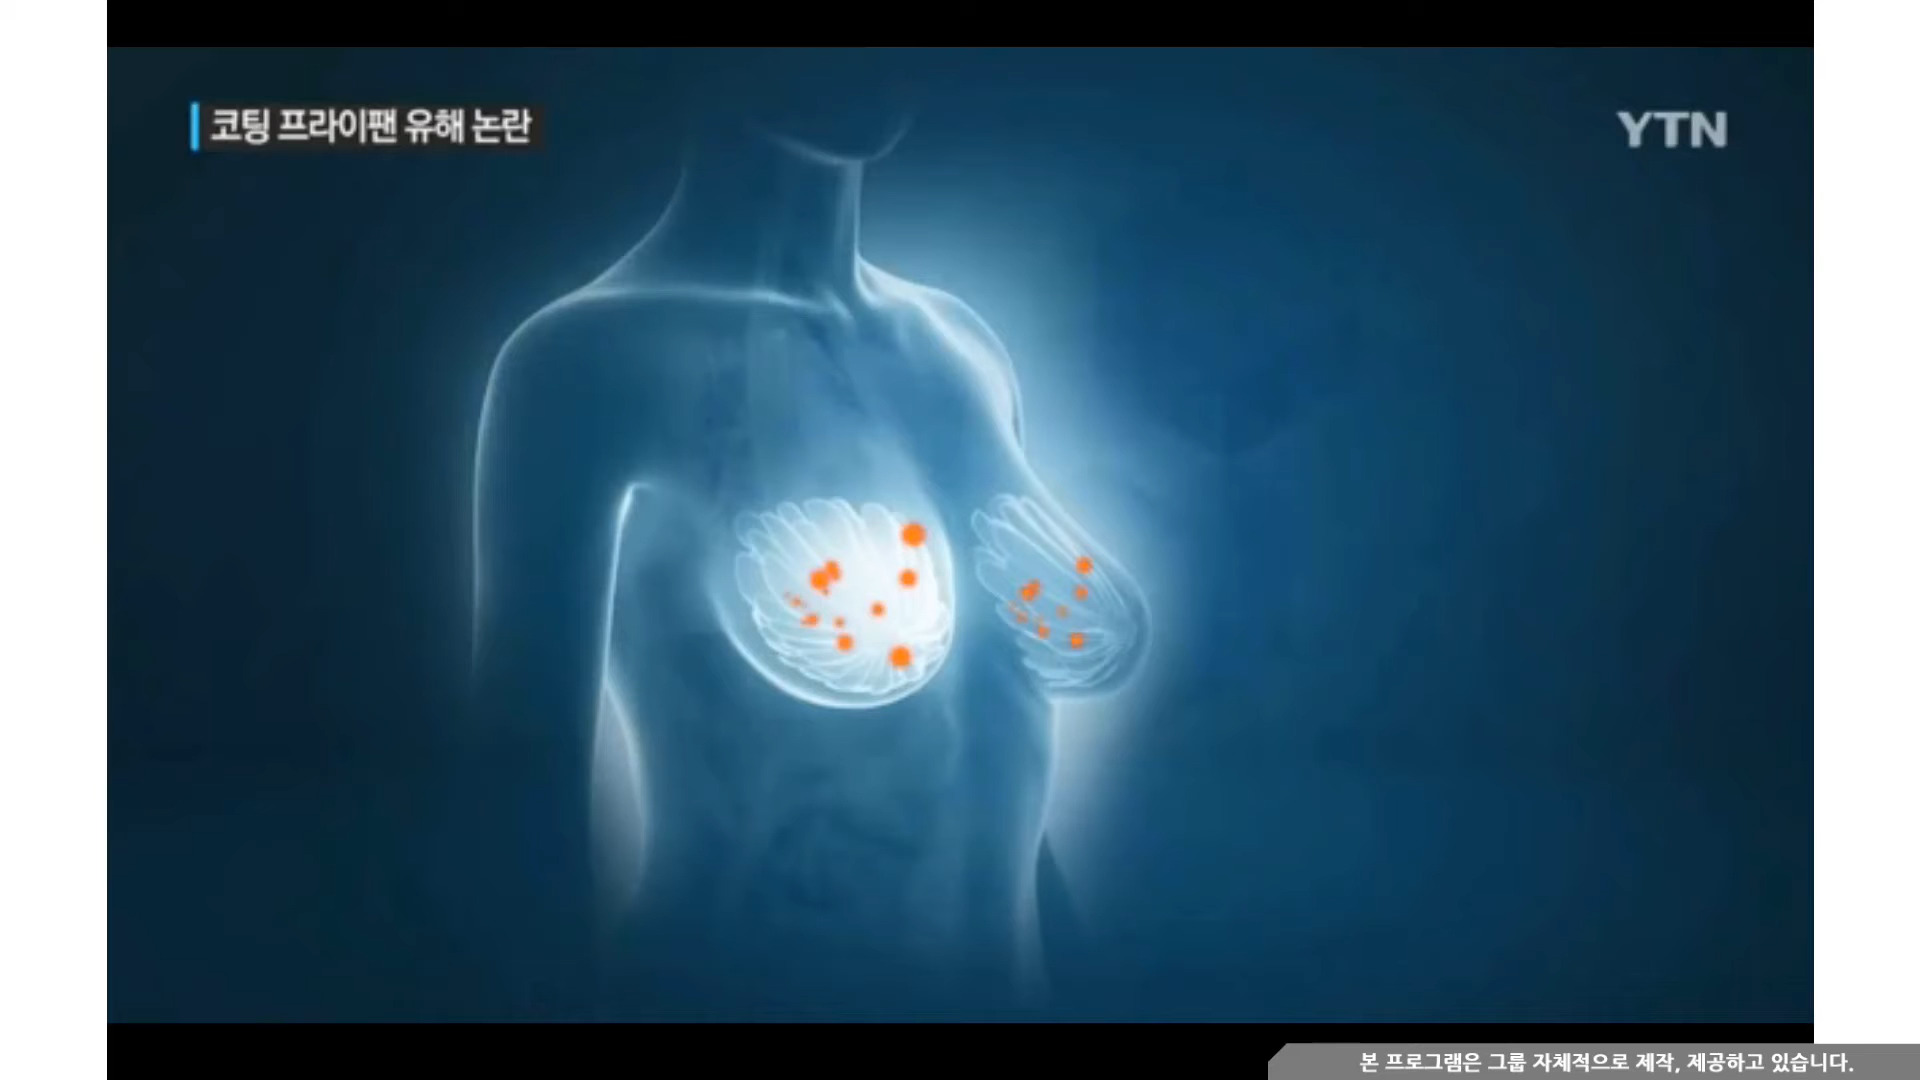 코팅 프라이팬 유해 논란
YTN
본 프로그램은 그룹 자체적으로 제작, 제공하고 있습니다.